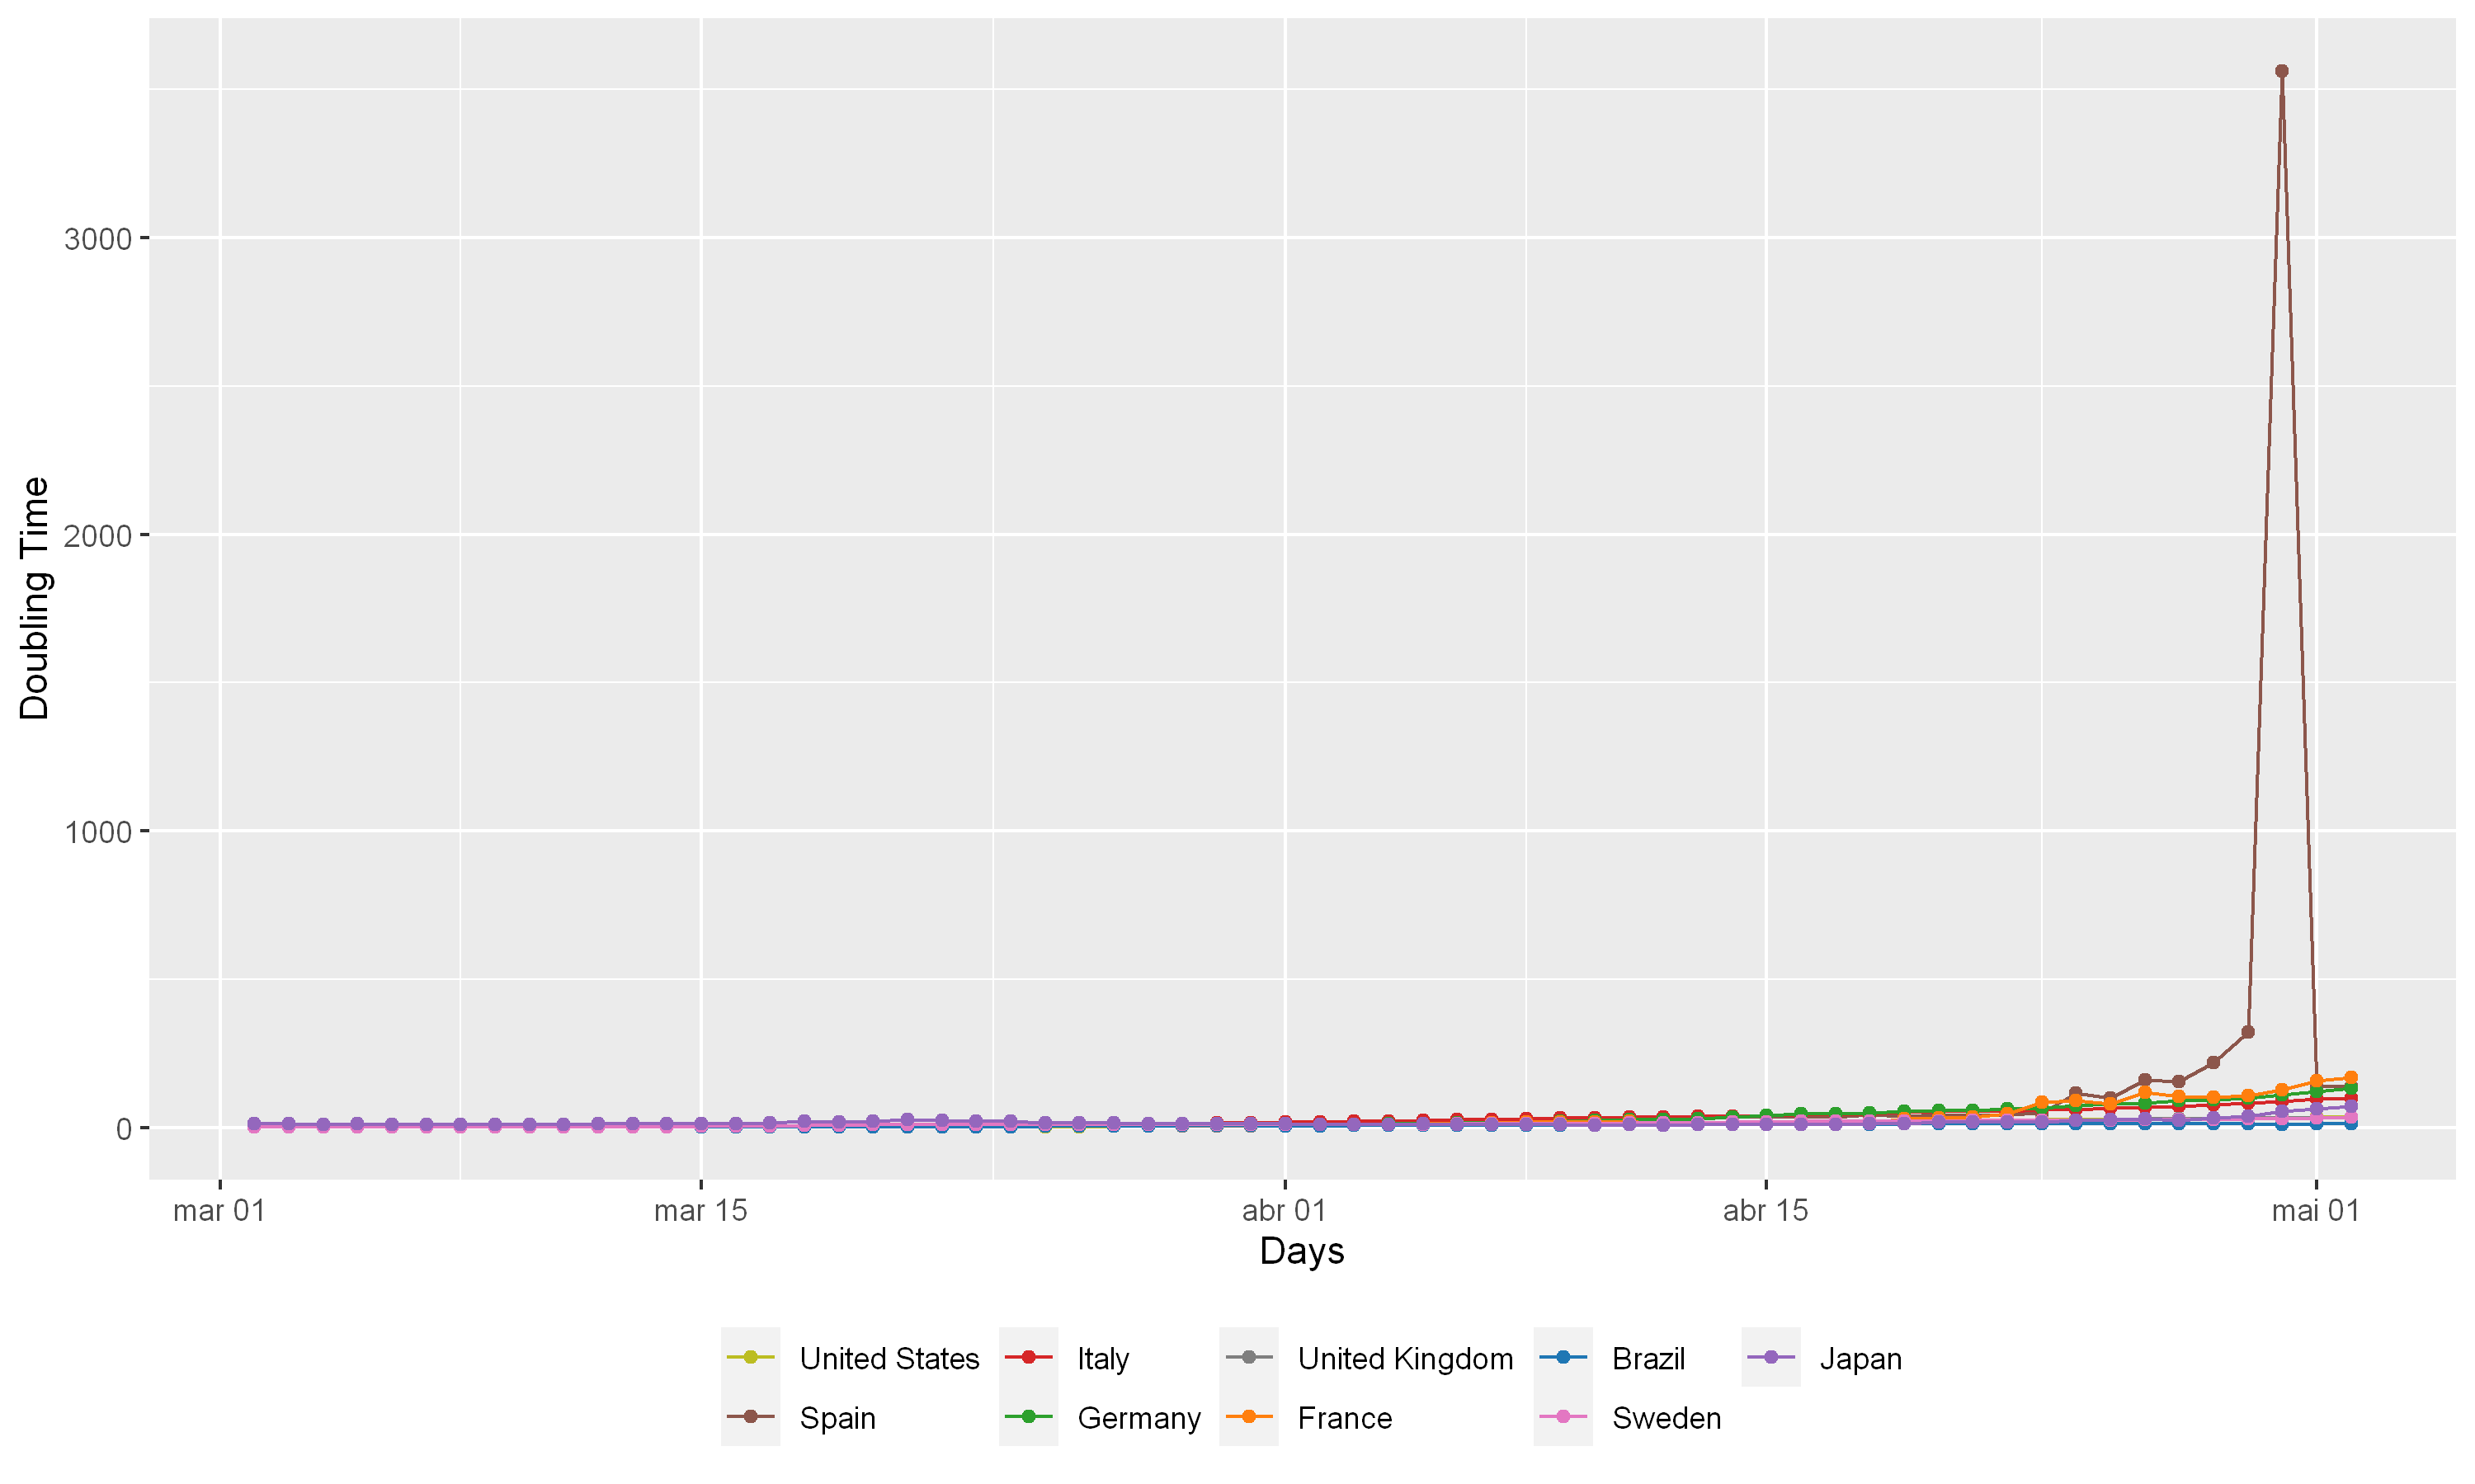 3000
2000
1000
0
Doubling Time
mar 01 mar 15 abr 01 abr 15 mai 01
Days
United States Italy United Kingdom Brazil Japan
Spain Germany France Sweden